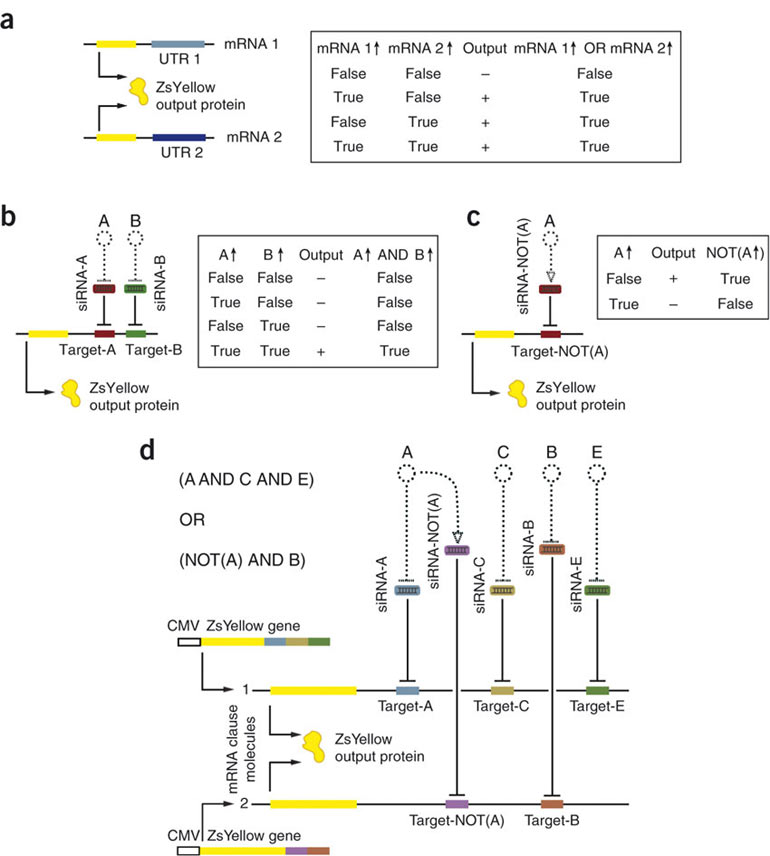 a
mRNA 1
UTR 1
ZsYellow
output protein
mRNA 2
UTR 2
mRNA 1↑ mRNA 2↑ Output mRNA 1↑ OR mRNA 2↑
False False – False
True False + True
False True + True
True True + True
b
A B
siRNA-A siRNA-B
Target-A Target-B
ZsYellow
output protein
A↑ B↑ Output A↑ AND B↑
False False – False
True False – False
False True – False
True True + True
c
A
siRNA-NOT(A)
Target-NOT(A)
ZsYellow
output protein
A↑ Output NOT(A↑)
False + True
True – False
d
(A AND C AND E)
OR
(NOT(A) AND B)
A C B E
siRNA-A siRNA-NOT(A) siRNA-C siRNA-B siRNA-E
CMV ZsYellow gene
1
Target-A Target-C Target-E
mRNA clause
molecules
ZsYellow
output protein
2
Target-NOT(A) Target-B
CMV ZsYellow gene